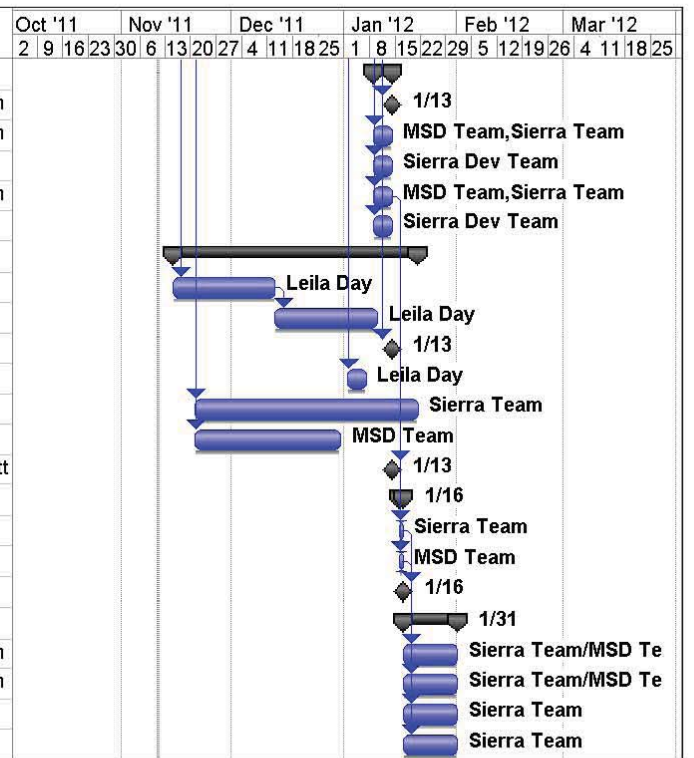 Oct '11 Nov '11 Dec '11 Jan '12 Feb '12 Mar '12
2 9 16 23 30 6 13 20 27 4 11 18 25 1 8 15 22 29 5 12 19 26 4 11 18 25
1/13
MSD Team,Sierra Team
Sierra Dev Team
MSD Team,Sierra Team
Sierra Dev Team
Leila Day
Leila Day
1/13
Leila Day
Sierra Team
MSD Team
1/13
1/16
Sierra Team
MSD Team
1/16
1/31
Sierra Team/MSD Te
Sierra Team/MSD Te
Sierra Team
Sierra Team